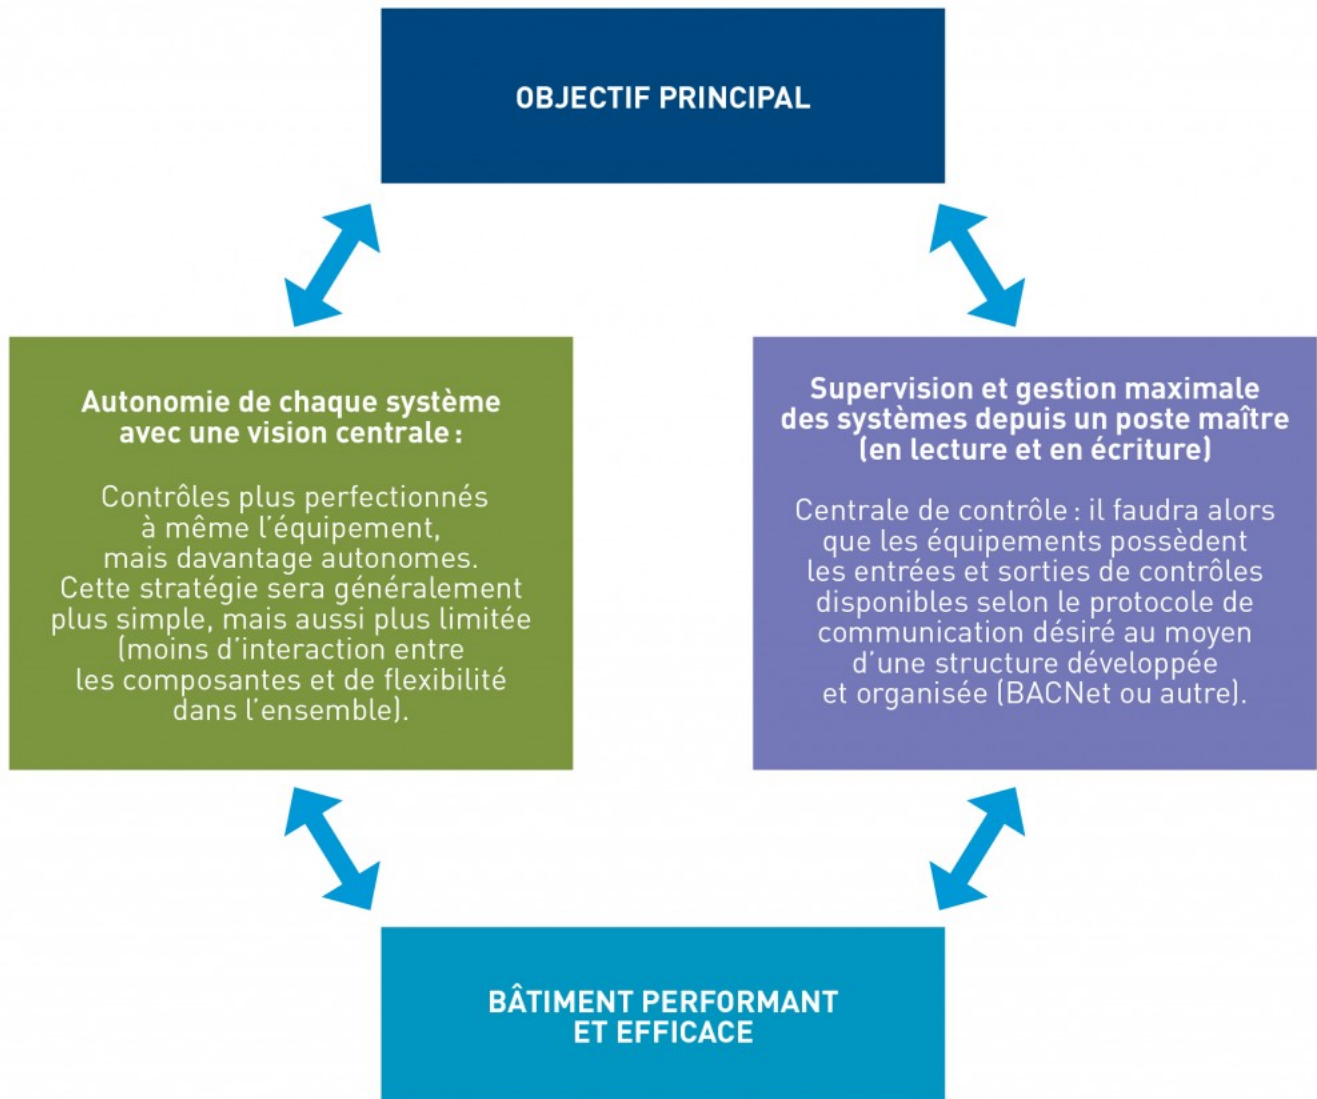 OBJECTIF PRINCIPAL
Autonomie de chaque système
avec une vision centrale :
Contrôles plus perfectionnés
à même l’équipement,
mais davantage autonomes.
Cette stratégie sera généralement
plus simple, mais aussi plus limitée
(moins d’interaction entre
les composantes et de flexibilité
dans l’ensemble).
Supervision et gestion maximale
des systèmes depuis un poste maître
(en lecture et en écriture)
Centrale de contrôle : il faudra alors
que les équipements possèdent
les entrées et sorties de contrôles
disponibles selon le protocole de
communication désiré au moyen
d’une structure développée
et organisée (BACNet ou autre).
BÂTIMENT PERFORMANT
ET EFFICACE